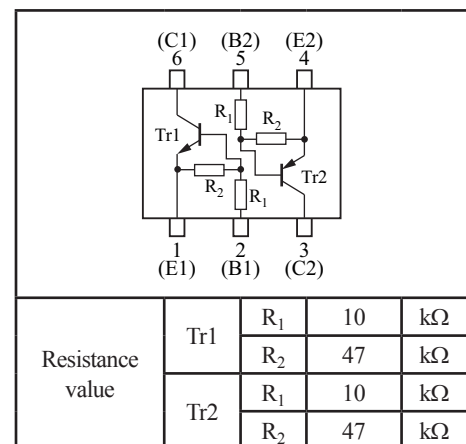 (C1) (B2) (E2)
6 5 4
R1
R2
Tr1
Tr2
R2
R1
1 2 3
(E1) (B1) (C2)
Resistance value
Tr1 R1 10 kΩ
R2 47 kΩ
Tr2 R1 10 kΩ
R2 47 kΩ